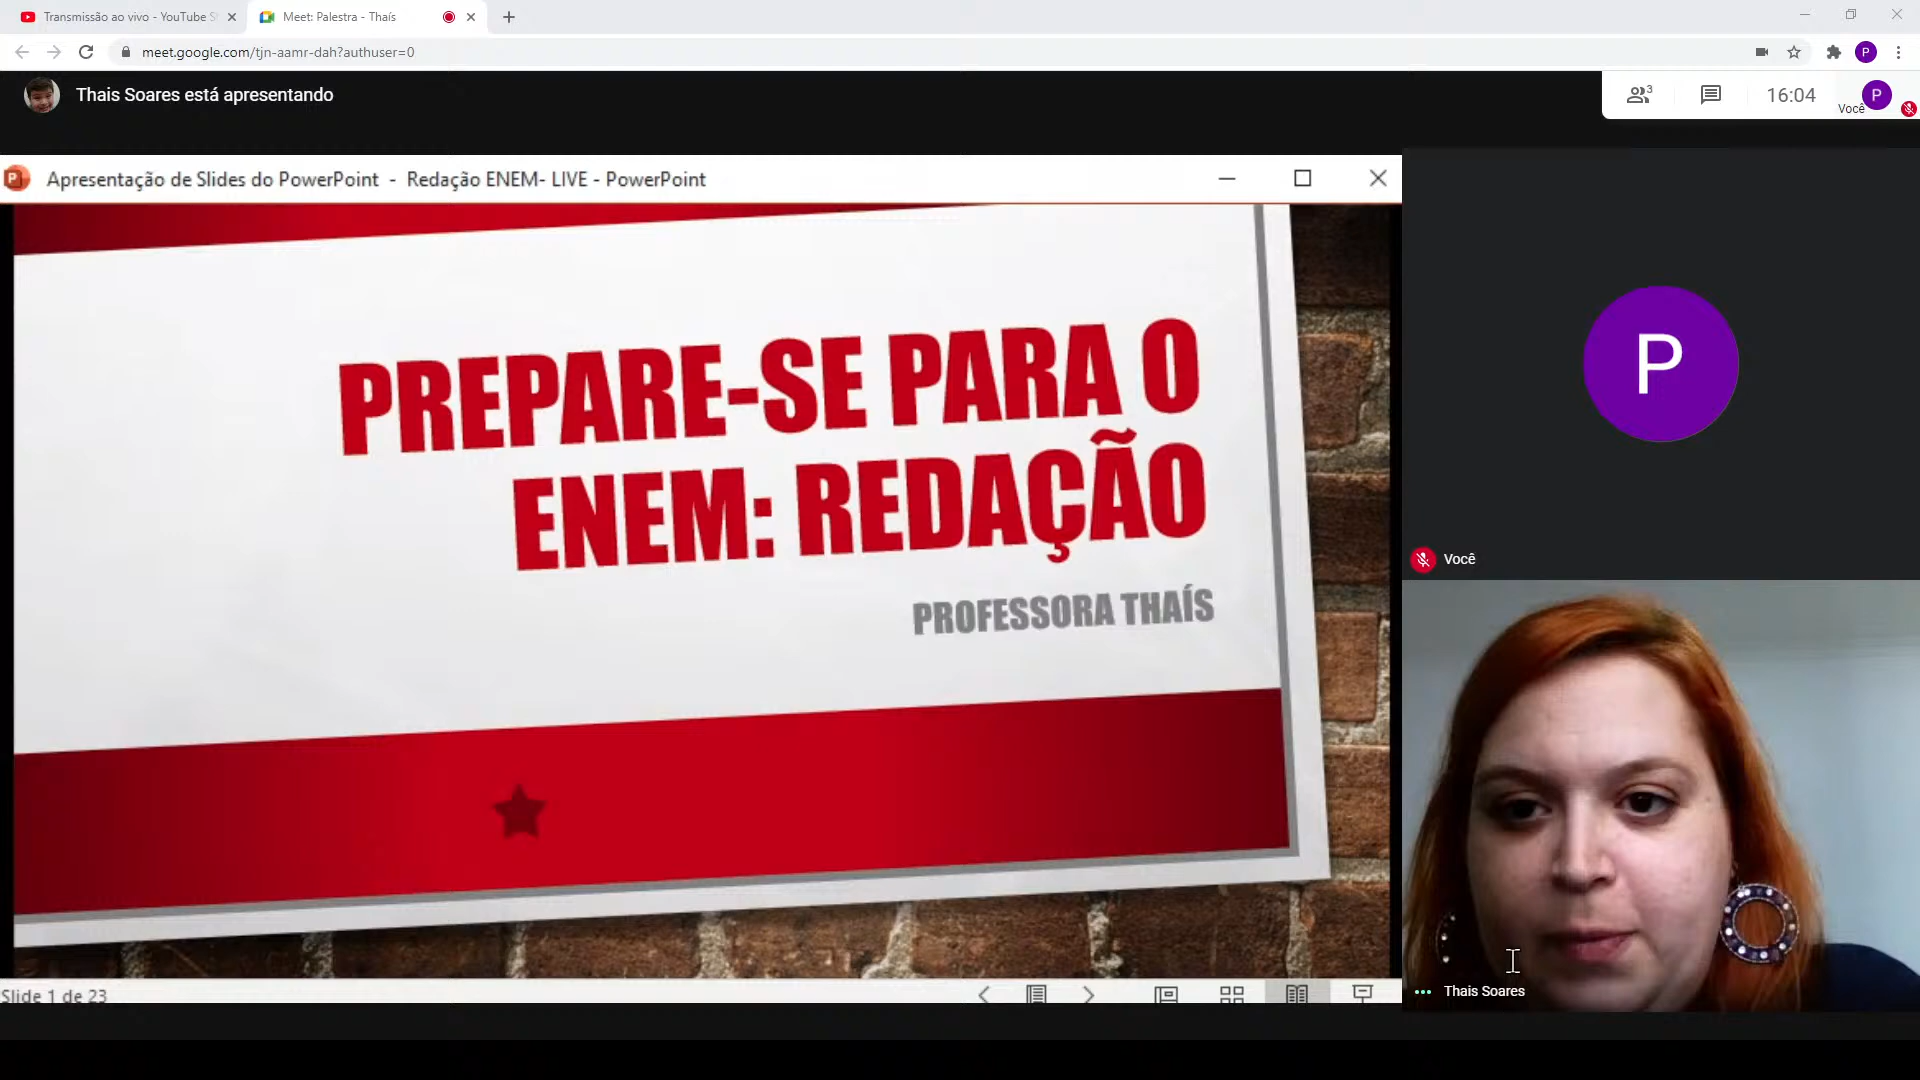 Transmissão ao vivo - YouTube S
Meet: Palestra - Thaís
meet.google.com/tjn-aamr-dah?authuser=0
P
Thais Soares está apresentando
3
16:04
Você
P
Apresentação de Slides do PowerPoint - Redação ENEM- LIVE - PowerPoint
PREPARE-SE PARA O
ENEM: REDAÇÃO
PROFESSORA THAÍS
P
Você
Thais Soares
Slide 1 de 23